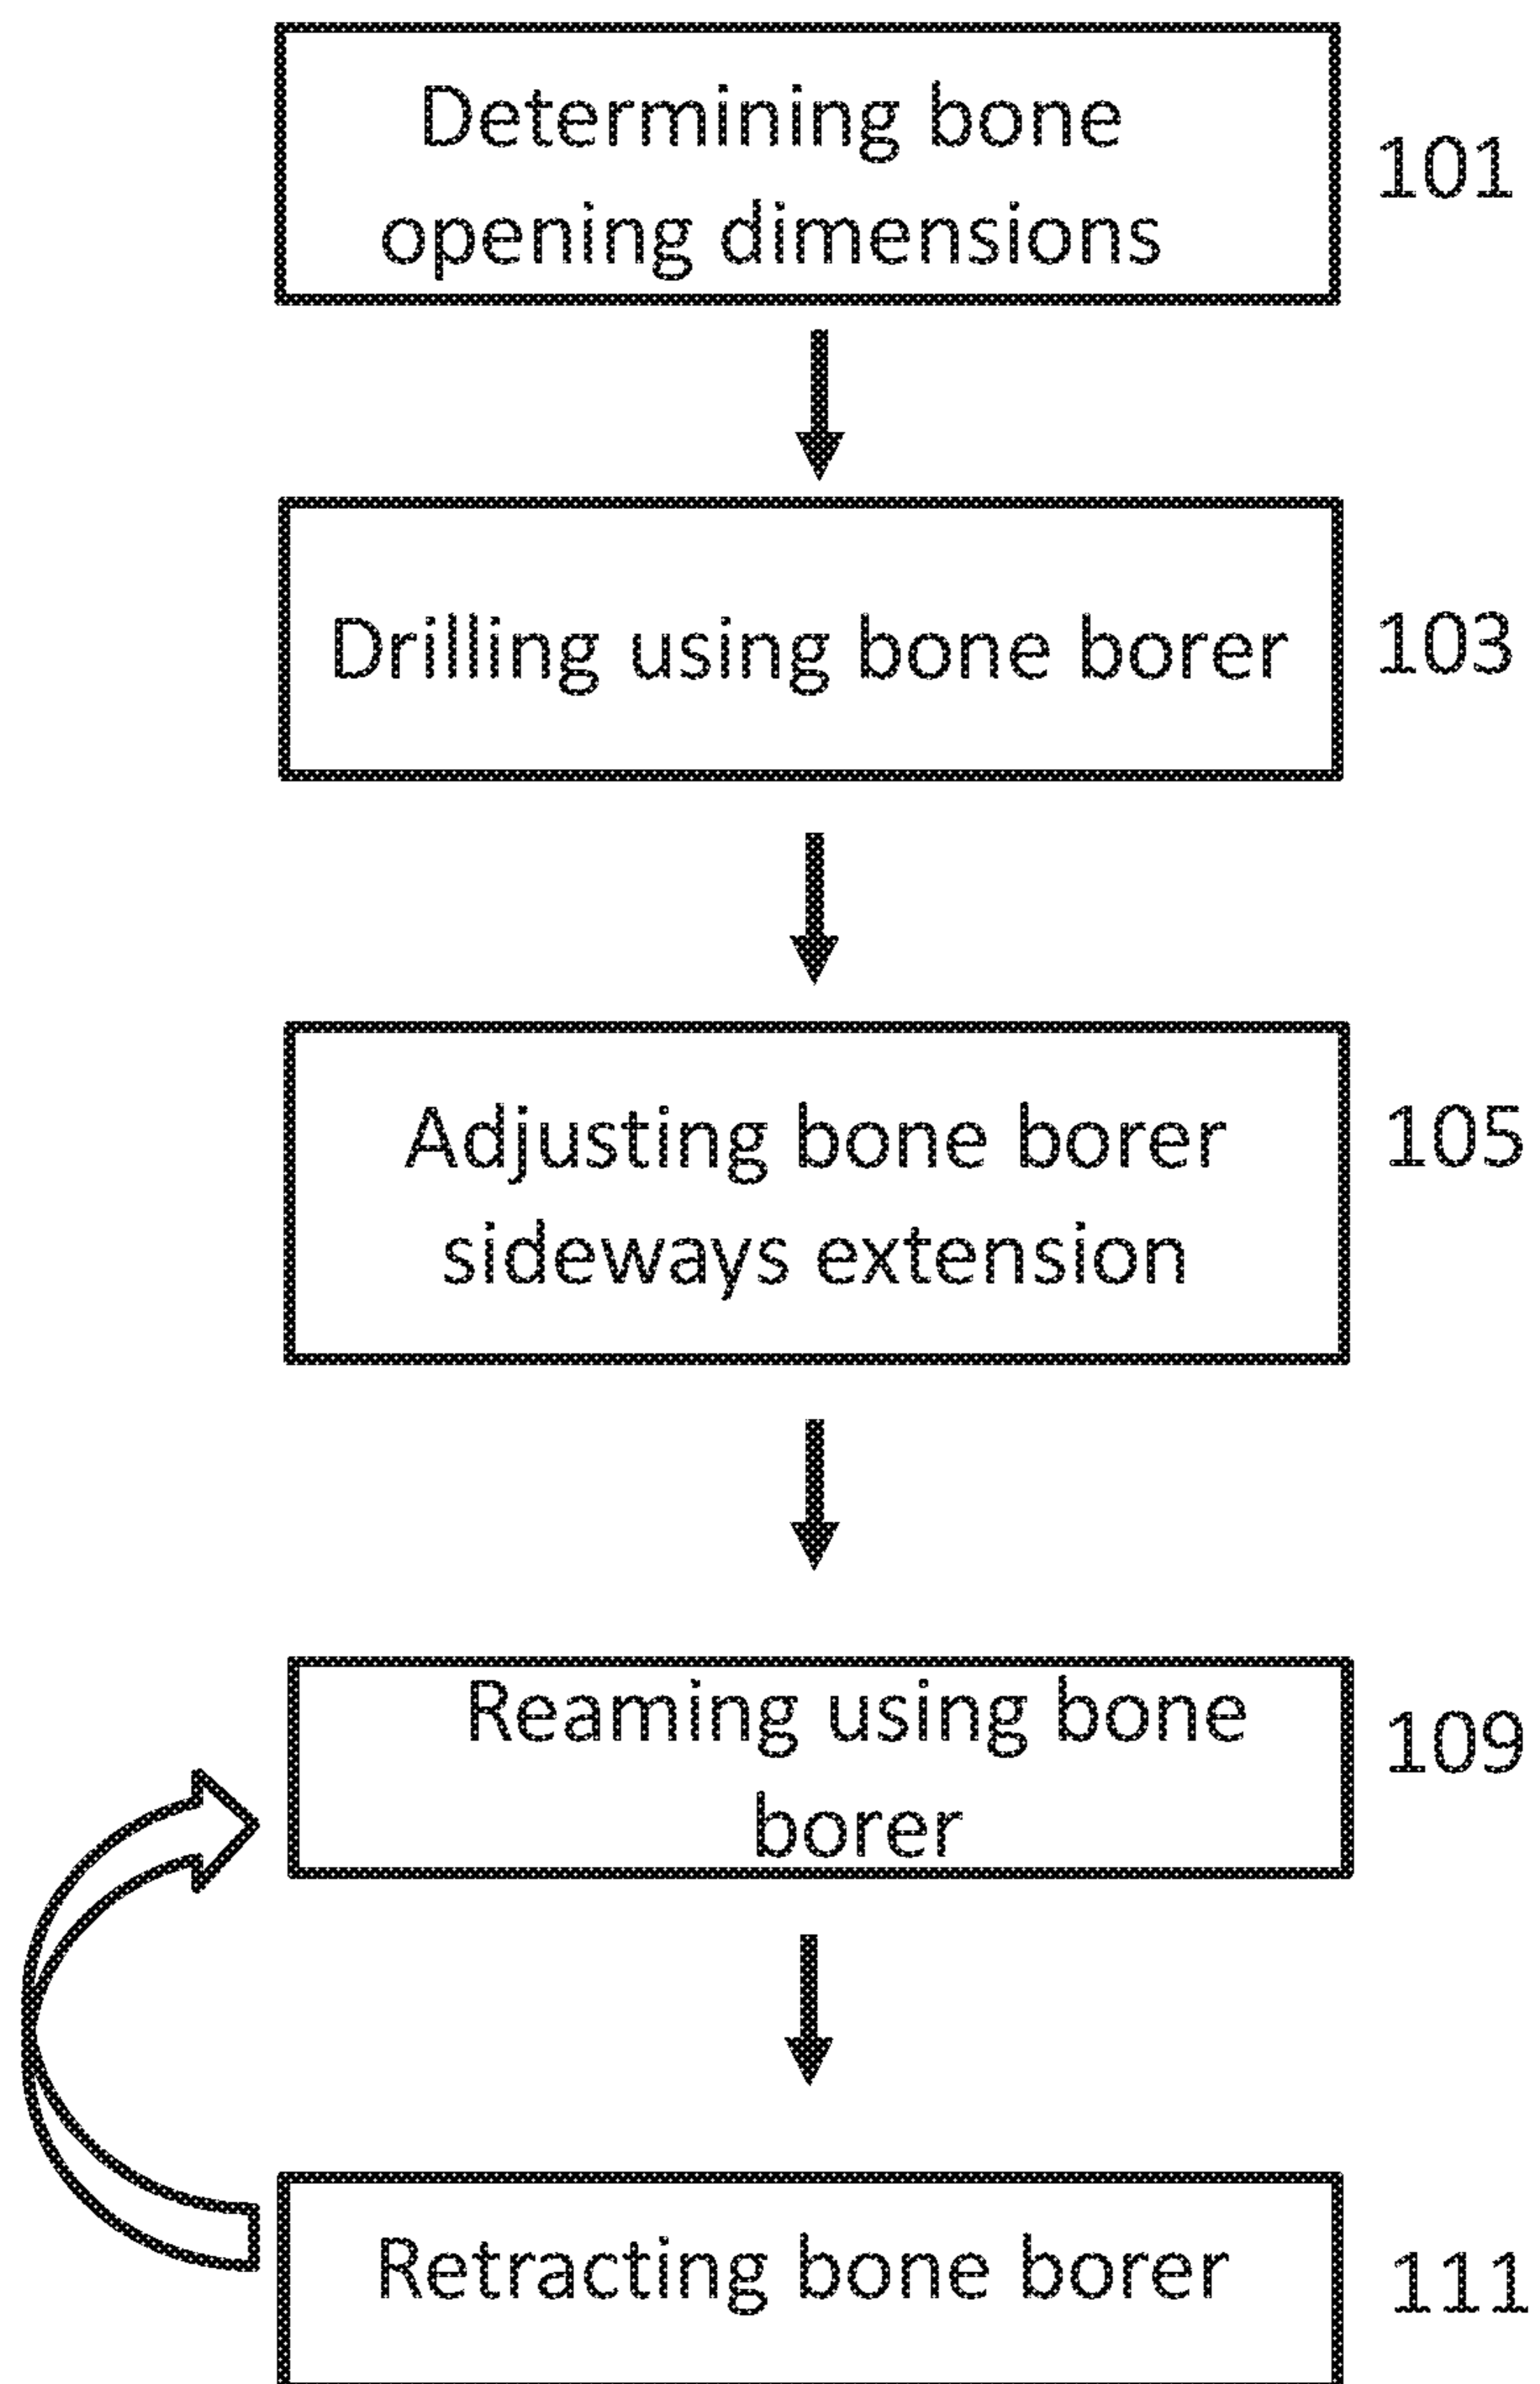 Determining bone
opening dimensions
101
Drilling using bone borer
103
Adjusting bone borer
sideways extension
105
Reaming using bone
borer
109
Retracting bone borer
111